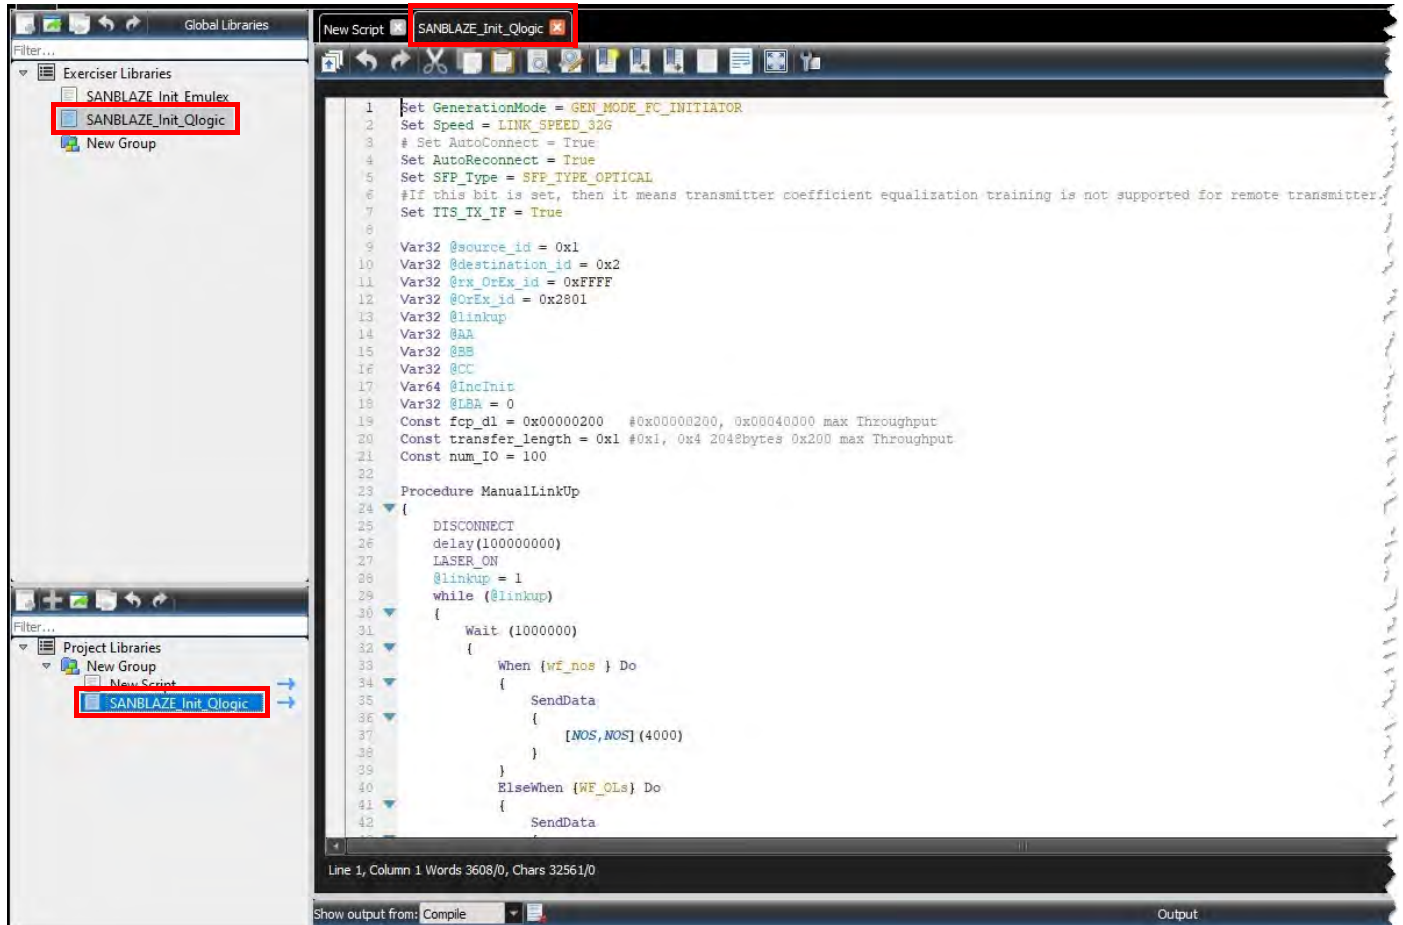 Global Libraries
Filter...
Exerciser Libraries
SANBLAZE_Init_Emulex
SANBLAZE_Init_Qlogic
New Group
Filter...
Project Libraries
New Group
New Script
SANBLAZE_Init_Qlogic
New Script
SANBLAZE_Init_Qlogic
1 Set GenerationMode = GEN_MODE_FC_INITIATOR
2 Set Speed = LINK_SPEED_32G
3 # Set AutoConnect = True
4 Set AutoReconnect = True
5 Set SFP_Type = SFP_TYPE_OPTICAL
6 #If this bit is set, then it means transmitter coefficient equalization training is not supported for remote transmitter.
7 Set TTS_TX_TF = True
8
9 Var32 @source_id = 0x1
10 Var32 @destination_id = 0x2
11 Var32 @rx_OrEx_id = 0xFFFF
12 Var32 @OrEx_id = 0x2801
13 Var32 @linkup
14 Var32 @AA
15 Var32 @BB
16 Var32 @CC
17 Var64 @IncInit
18 Var32 @LBA = 0
19 Const fcp_dl = 0x00000200 #0x00000200, 0x00040000 max Throughput
20 Const transfer_length = 0x1 #0x1, 0x4 2048bytes 0x200 max Throughput
21 Const num_IO = 100
22
23 Procedure ManualLinkUp
24 {
25 DISCONNECT
26 delay(100000000)
27 LASER_ON
28 @linkup = 1
29 while (@linkup)
30 {
31 Wait (1000000)
32 {
33 When {wf_nos } Do
34 {
35 SendData
36 {
37 [NOS,NOS](4000)
38 }
39 }
40 ElseWhen {WF_OLs} Do
41 {
42 SendData
Line 1, Column 1 Words 3608/0, Chars 32561/0
Show output from: Compile
Output